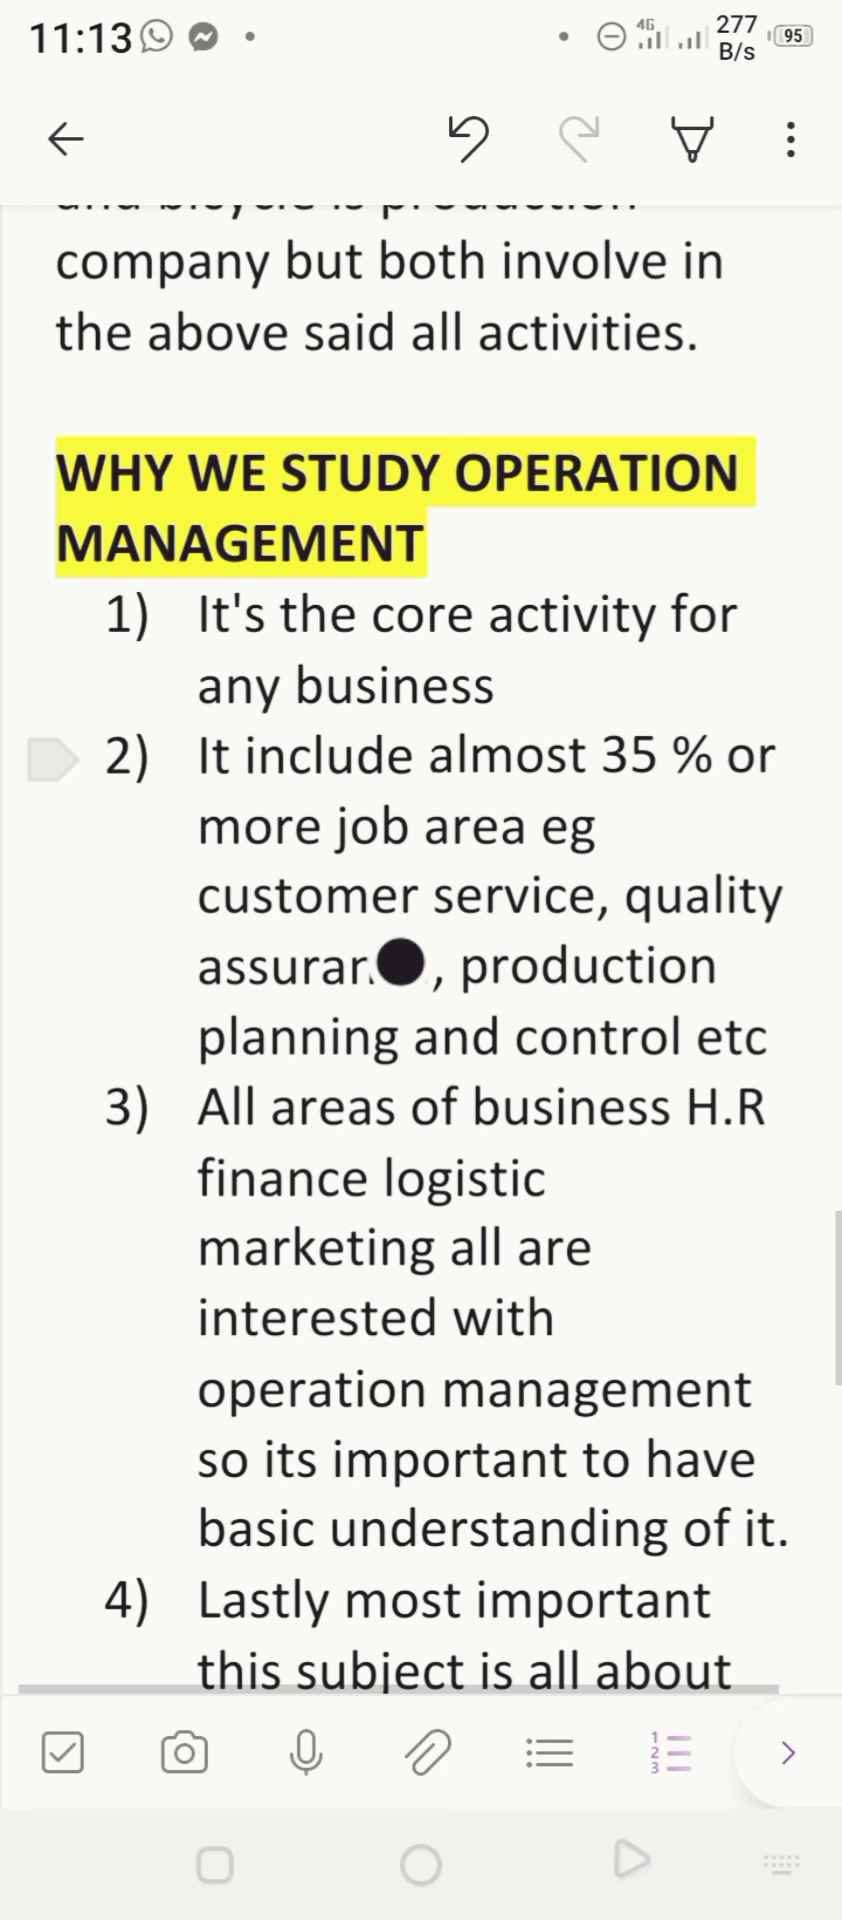 11:13
4G
277
B/s
95
company but both involve in
the above said all activities.
WHY WE STUDY OPERATION
MANAGEMENT
1) It's the core activity for
any business
2) It include almost 35 % or
more job area eg
customer service, quality
, production
planning and control etc
3) All areas of business H.R
finance logistic
marketing all are
interested with
operation management
so its important to have
basic understanding of it.
4) Lastly most important
this subject is all about
1
2
3